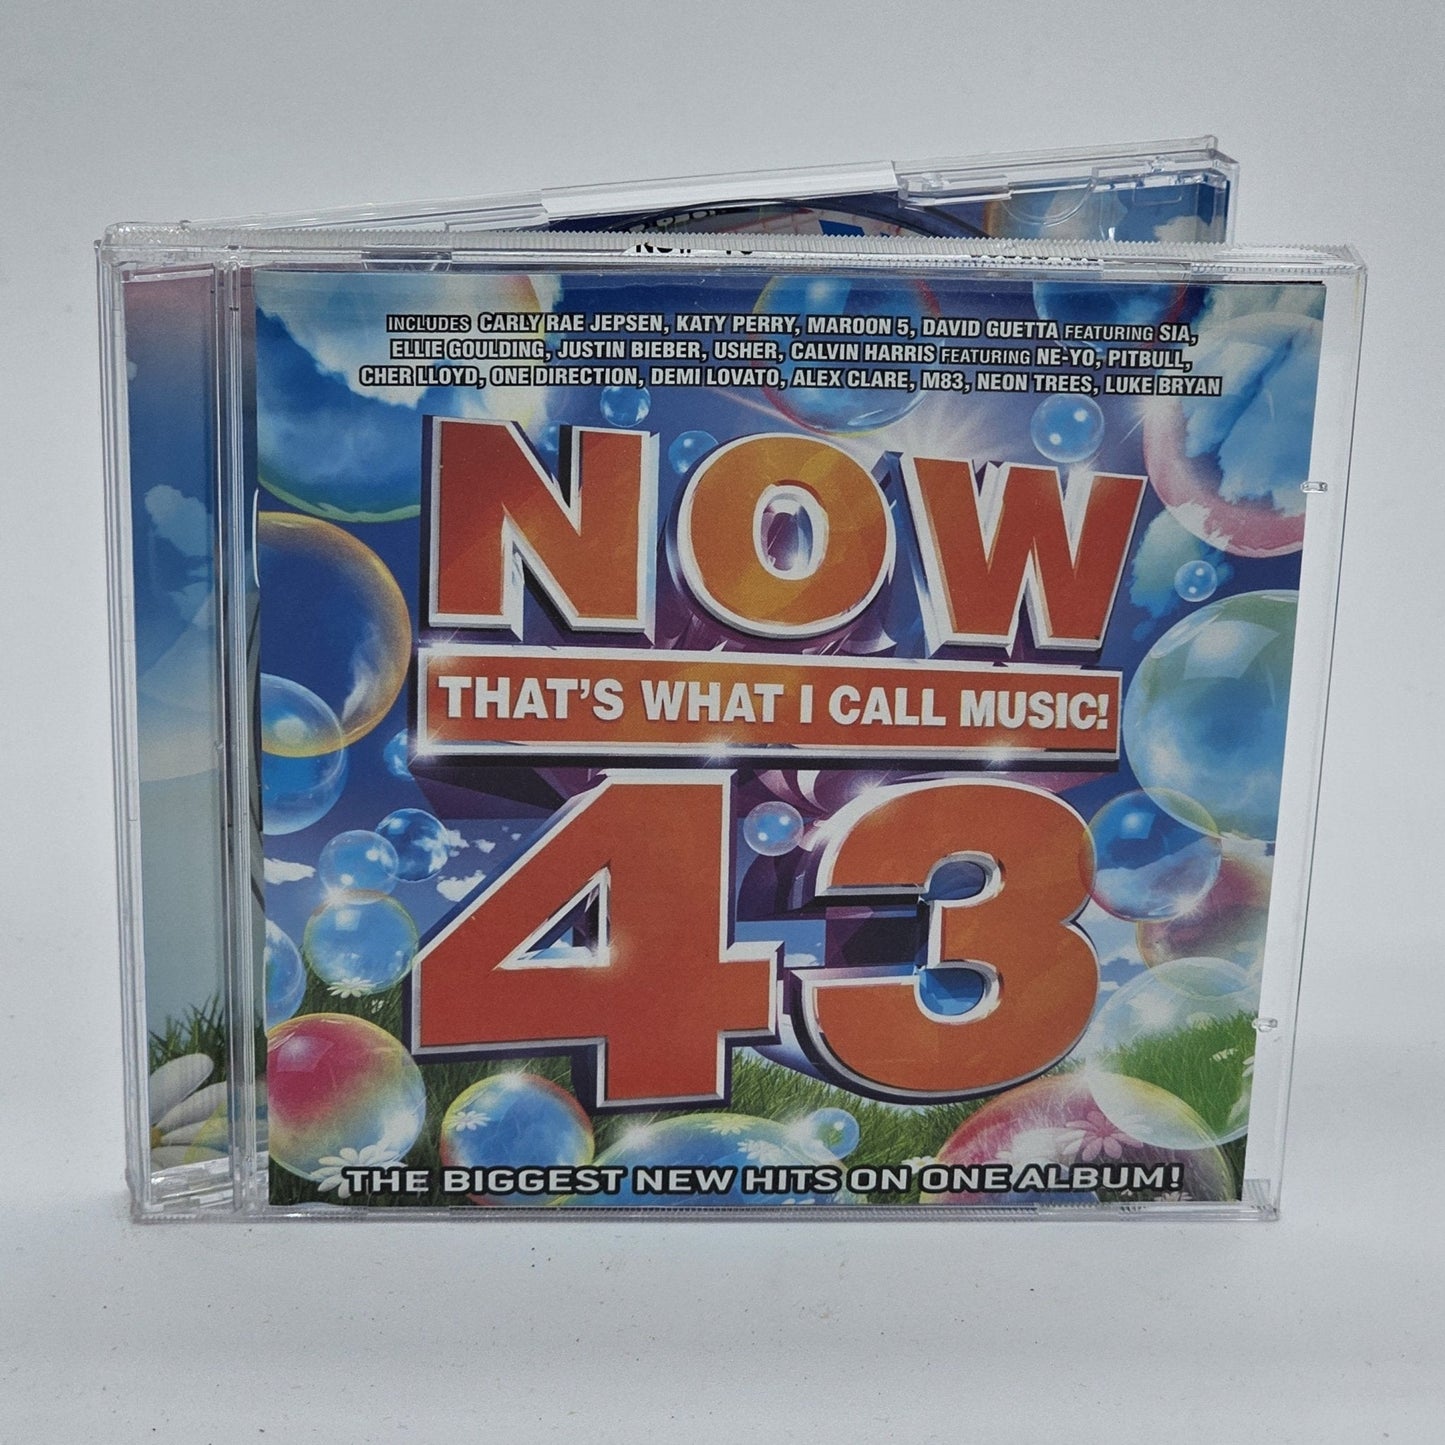 INCLUDES CARLY RAE JEPSEN, KATY PERRY, MAROON 5, DAVID GUETTA FEATURING SIA,
ELLIE GOULDING, JUSTIN BIEBER, USHER, CALVIN HARRIS FEATURING NE-YO, PITBULL,
CHER LLOYD, ONE DIRECTION, DEMI LOVATO, ALEX CLARE, M83, NEON TREES, LUKE BRYAN
NOW
THAT'S WHAT I CALL MUSIC!
43
THE BIGGEST NEW HITS ON ONE ALBUM!